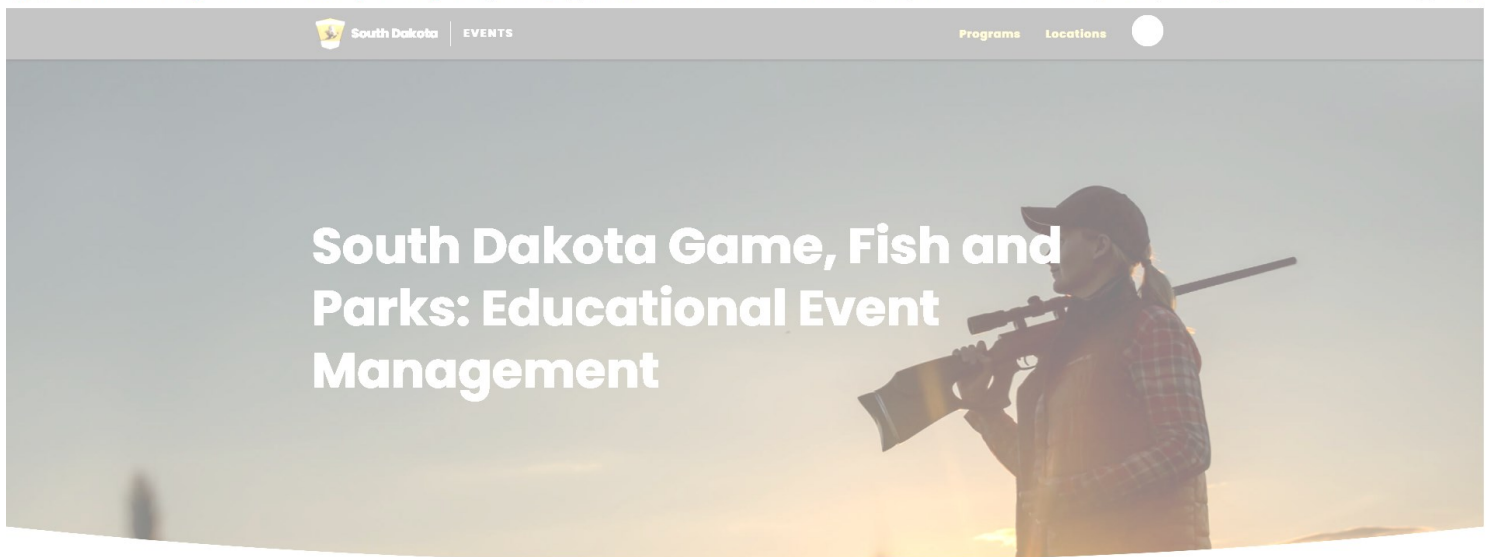 South Dakota EVENTS
Programs Locations
South Dakota Game, Fish and
Parks: Educational Event
Management